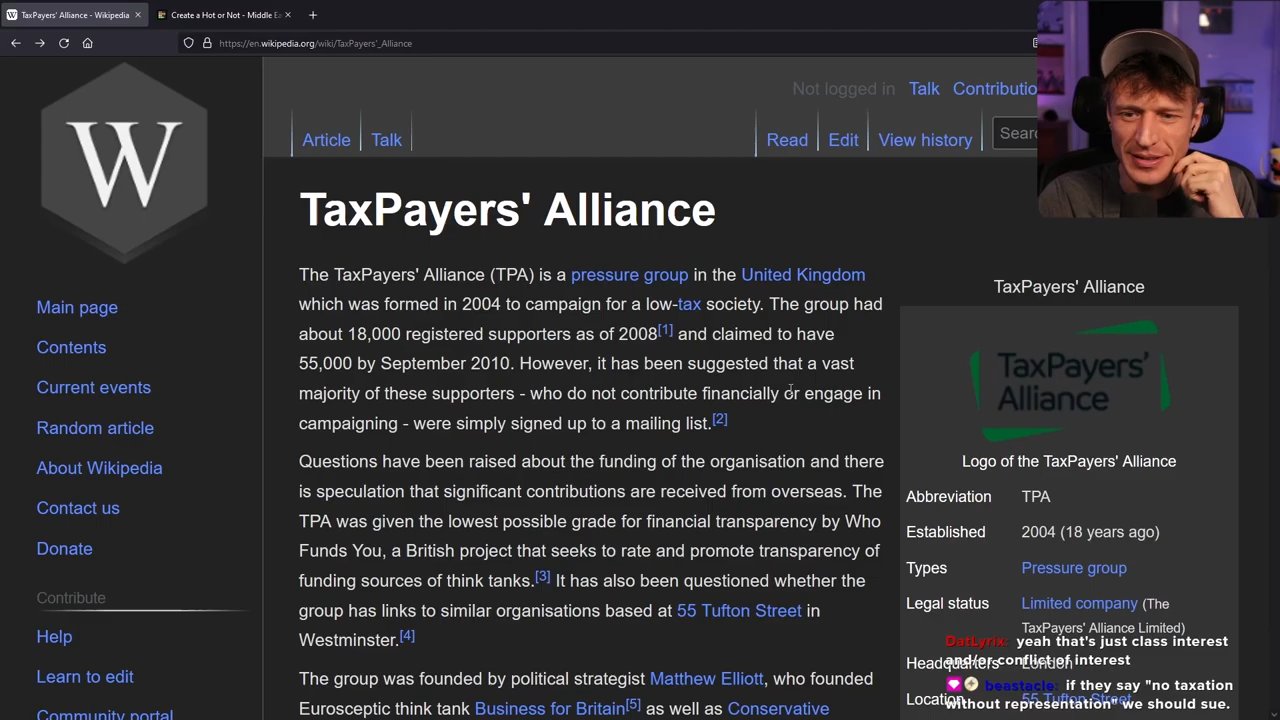 TaxPayers' Alliance - Wikipedia
Create a Hot or Not - Middle Ea
https://en.wikipedia.org/wiki/TaxPayers'_Alliance
W
Not logged in Talk Contributio
Article Talk Read Edit View history Sear
Main page
Contents
Current events
Random article
About Wikipedia
Contact us
Donate
Contribute
Help
Learn to edit
Community portal
TaxPayers' Alliance
The TaxPayers' Alliance (TPA) is a pressure group in the United Kingdom
which was formed in 2004 to campaign for a low-tax society. The group had
about 18,000 registered supporters as of 2008[1] and claimed to have
55,000 by September 2010. However, it has been suggested that a vast
majority of these supporters - who do not contribute financially or engage in
campaigning - were simply signed up to a mailing list.[2]
Questions have been raised about the funding of the organisation and there
is speculation that significant contributions are received from overseas. The
TPA was given the lowest possible grade for financial transparency by Who
Funds You, a British project that seeks to rate and promote transparency of
funding sources of think tanks.[3] It has also been questioned whether the
group has links to similar organisations based at 55 Tufton Street in
Westminster.[4]
The group was founded by political strategist Matthew Elliott, who founded
Eurosceptic think tank Business for Britain[5] as well as Conservative
TaxPayers' Alliance
TaxPayers'
Alliance
Logo of the TaxPayers' Alliance
Abbreviation TPA
Established 2004 (18 years ago)
Types Pressure group
Legal status Limited company (The
TaxPayers' Alliance Limited)
Headquarters London
Location 55 Tufton Street
DatLyrix: yeah that's just class interest
and/or conflict of interest
beastacle: if they say "no taxation
without representation" we should sue.